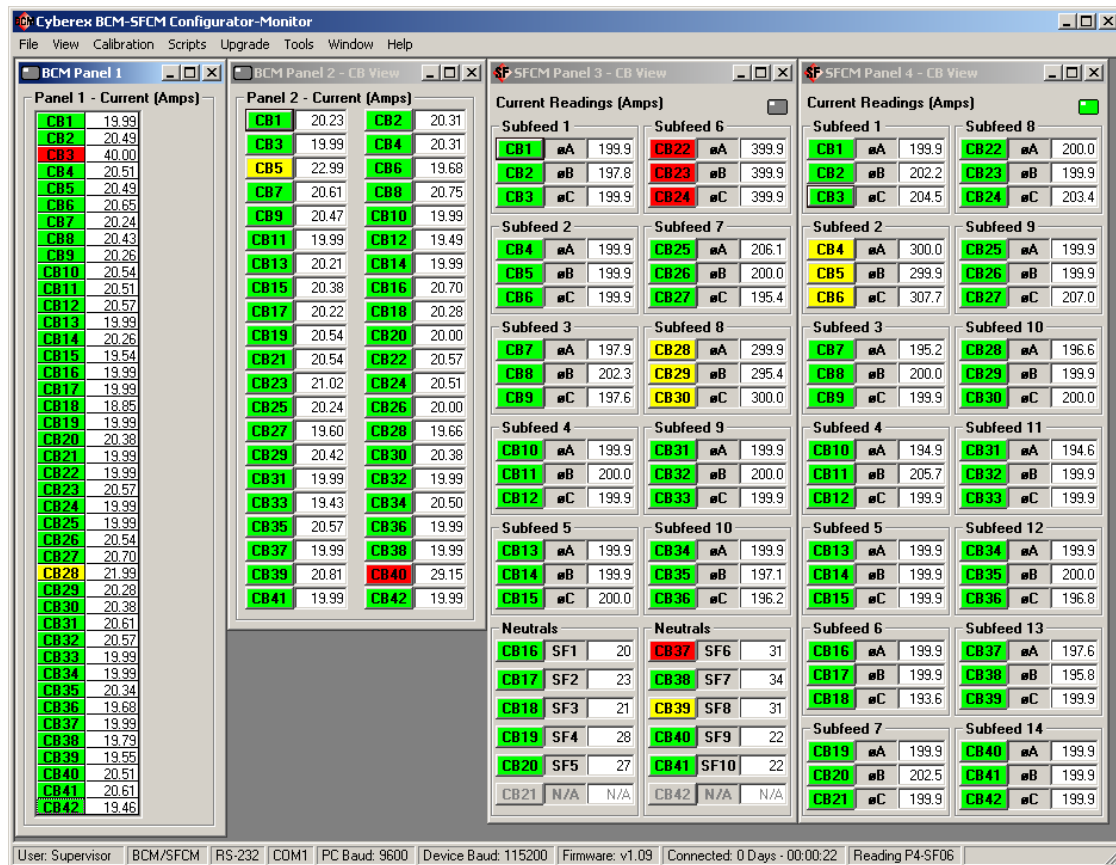 BCM Cyberex BCM-SFCM Configurator-Monitor
File View Calibration Scripts Upgrade Tools Window Help
BCM Panel 1
Panel 1 - Current (Amps)
CB1 19.99
CB2 20.49
CB3 40.00
CB4 20.51
CB5 20.49
CB6 20.65
CB7 20.24
CB8 20.43
CB9 20.26
CB10 20.54
CB11 20.51
CB12 20.57
CB13 19.99
CB14 20.26
CB15 19.54
CB16 19.99
CB17 19.99
CB18 18.85
CB19 19.99
CB20 20.38
CB21 19.99
CB22 19.99
CB23 20.57
CB24 19.99
CB25 19.99
CB26 20.54
CB27 20.70
CB28 21.99
CB29 20.28
CB30 20.38
CB31 20.61
CB32 20.57
CB33 19.99
CB34 19.99
CB35 20.34
CB36 19.68
CB37 19.99
CB38 19.79
CB39 19.55
CB40 20.51
CB41 20.61
CB42 19.46
BCM Panel 2 - CB View
Panel 2 - Current (Amps)
CB1 20.23 CB2 20.31
CB3 19.99 CB4 20.31
CB5 22.99 CB6 19.68
CB7 20.61 CB8 20.75
CB9 20.47 CB10 19.99
CB11 19.99 CB12 19.49
CB13 20.21 CB14 19.99
CB15 20.38 CB16 20.70
CB17 20.22 CB18 20.28
CB19 20.54 CB20 20.00
CB21 20.54 CB22 20.57
CB23 21.02 CB24 20.51
CB25 20.24 CB26 20.00
CB27 19.60 CB28 19.66
CB29 20.42 CB30 20.38
CB31 19.99 CB32 19.99
CB33 19.43 CB34 20.50
CB35 20.57 CB36 19.99
CB37 19.99 CB38 19.99
CB39 20.81 CB40 29.15
CB41 19.99 CB42 19.99
SF SFCM Panel 3 - CB View
Current Readings (Amps)
Subfeed 1 Subfeed 6
CB1 øA 199.9 CB22 øA 399.9
CB2 øB 197.8 CB23 øB 399.9
CB3 øC 199.9 CB24 øC 399.9
Subfeed 2 Subfeed 7
CB4 øA 199.9 CB25 øA 206.1
CB5 øB 199.9 CB26 øB 200.0
CB6 øC 199.9 CB27 øC 195.4
Subfeed 3 Subfeed 8
CB7 øA 197.9 CB28 øA 299.9
CB8 øB 202.3 CB29 øB 295.4
CB9 øC 197.6 CB30 øC 300.0
Subfeed 4 Subfeed 9
CB10 øA 199.9 CB31 øA 199.9
CB11 øB 200.0 CB32 øB 200.0
CB12 øC 199.9 CB33 øC 199.9
Subfeed 5 Subfeed 10
CB13 øA 199.9 CB34 øA 199.9
CB14 øB 199.9 CB35 øB 197.1
CB15 øC 200.0 CB36 øC 196.2
Neutrals Neutrals
CB16 SF1 20 CB37 SF6 31
CB17 SF2 23 CB38 SF7 34
CB18 SF3 21 CB39 SF8 31
CB19 SF4 28 CB40 SF9 22
CB20 SF5 27 CB41 SF10 22
CB21 N/A N/A CB42 N/A N/A
SF SFCM Panel 4 - CB View
Current Readings (Amps)
Subfeed 1 Subfeed 8
CB1 øA 199.9 CB22 øA 200.0
CB2 øB 202.2 CB23 øB 199.9
CB3 øC 204.5 CB24 øC 203.4
Subfeed 2 Subfeed 9
CB4 øA 300.0 CB25 øA 199.9
CB5 øB 299.9 CB26 øB 199.9
CB6 øC 307.7 CB27 øC 207.0
Subfeed 3 Subfeed 10
CB7 øA 195.2 CB28 øA 196.6
CB8 øB 200.0 CB29 øB 199.9
CB9 øC 199.9 CB30 øC 200.0
Subfeed 4 Subfeed 11
CB10 øA 194.9 CB31 øA 194.6
CB11 øB 205.7 CB32 øB 199.9
CB12 øC 199.9 CB33 øC 199.9
Subfeed 5 Subfeed 12
CB13 øA 199.9 CB34 øA 199.9
CB14 øB 199.9 CB35 øB 200.0
CB15 øC 199.9 CB36 øC 196.8
Subfeed 6 Subfeed 13
CB16 øA 199.9 CB37 øA 197.6
CB17 øB 199.9 CB38 øB 195.8
CB18 øC 193.6 CB39 øC 199.9
Subfeed 7 Subfeed 14
CB19 øA 199.9 CB40 øA 199.9
CB20 øB 202.5 CB41 øB 199.9
CB21 øC 199.9 CB42 øC 199.9
User: Supervisor BCM/SFCM RS-232 COM1 PC Baud: 9600 Device Baud: 115200 Firmware: v1.09 Connected: 0 Days - 00:00:22 Reading P4-SF06